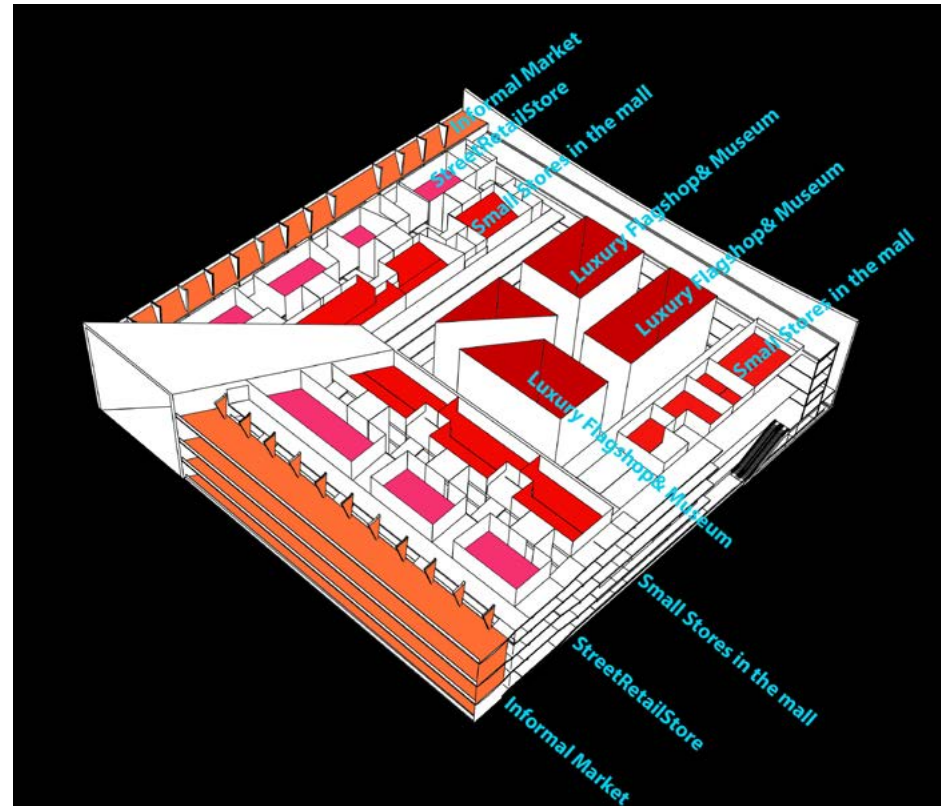 Informal Market
StreetRetailStore
Small Stores in the mall
Luxury Flagshop& Museum
Luxury Flagshop& Museum
Small Stores in the mall
Luxury Flagshop& Museum
Small Stores in the mall
StreetRetailStore
Informal Market